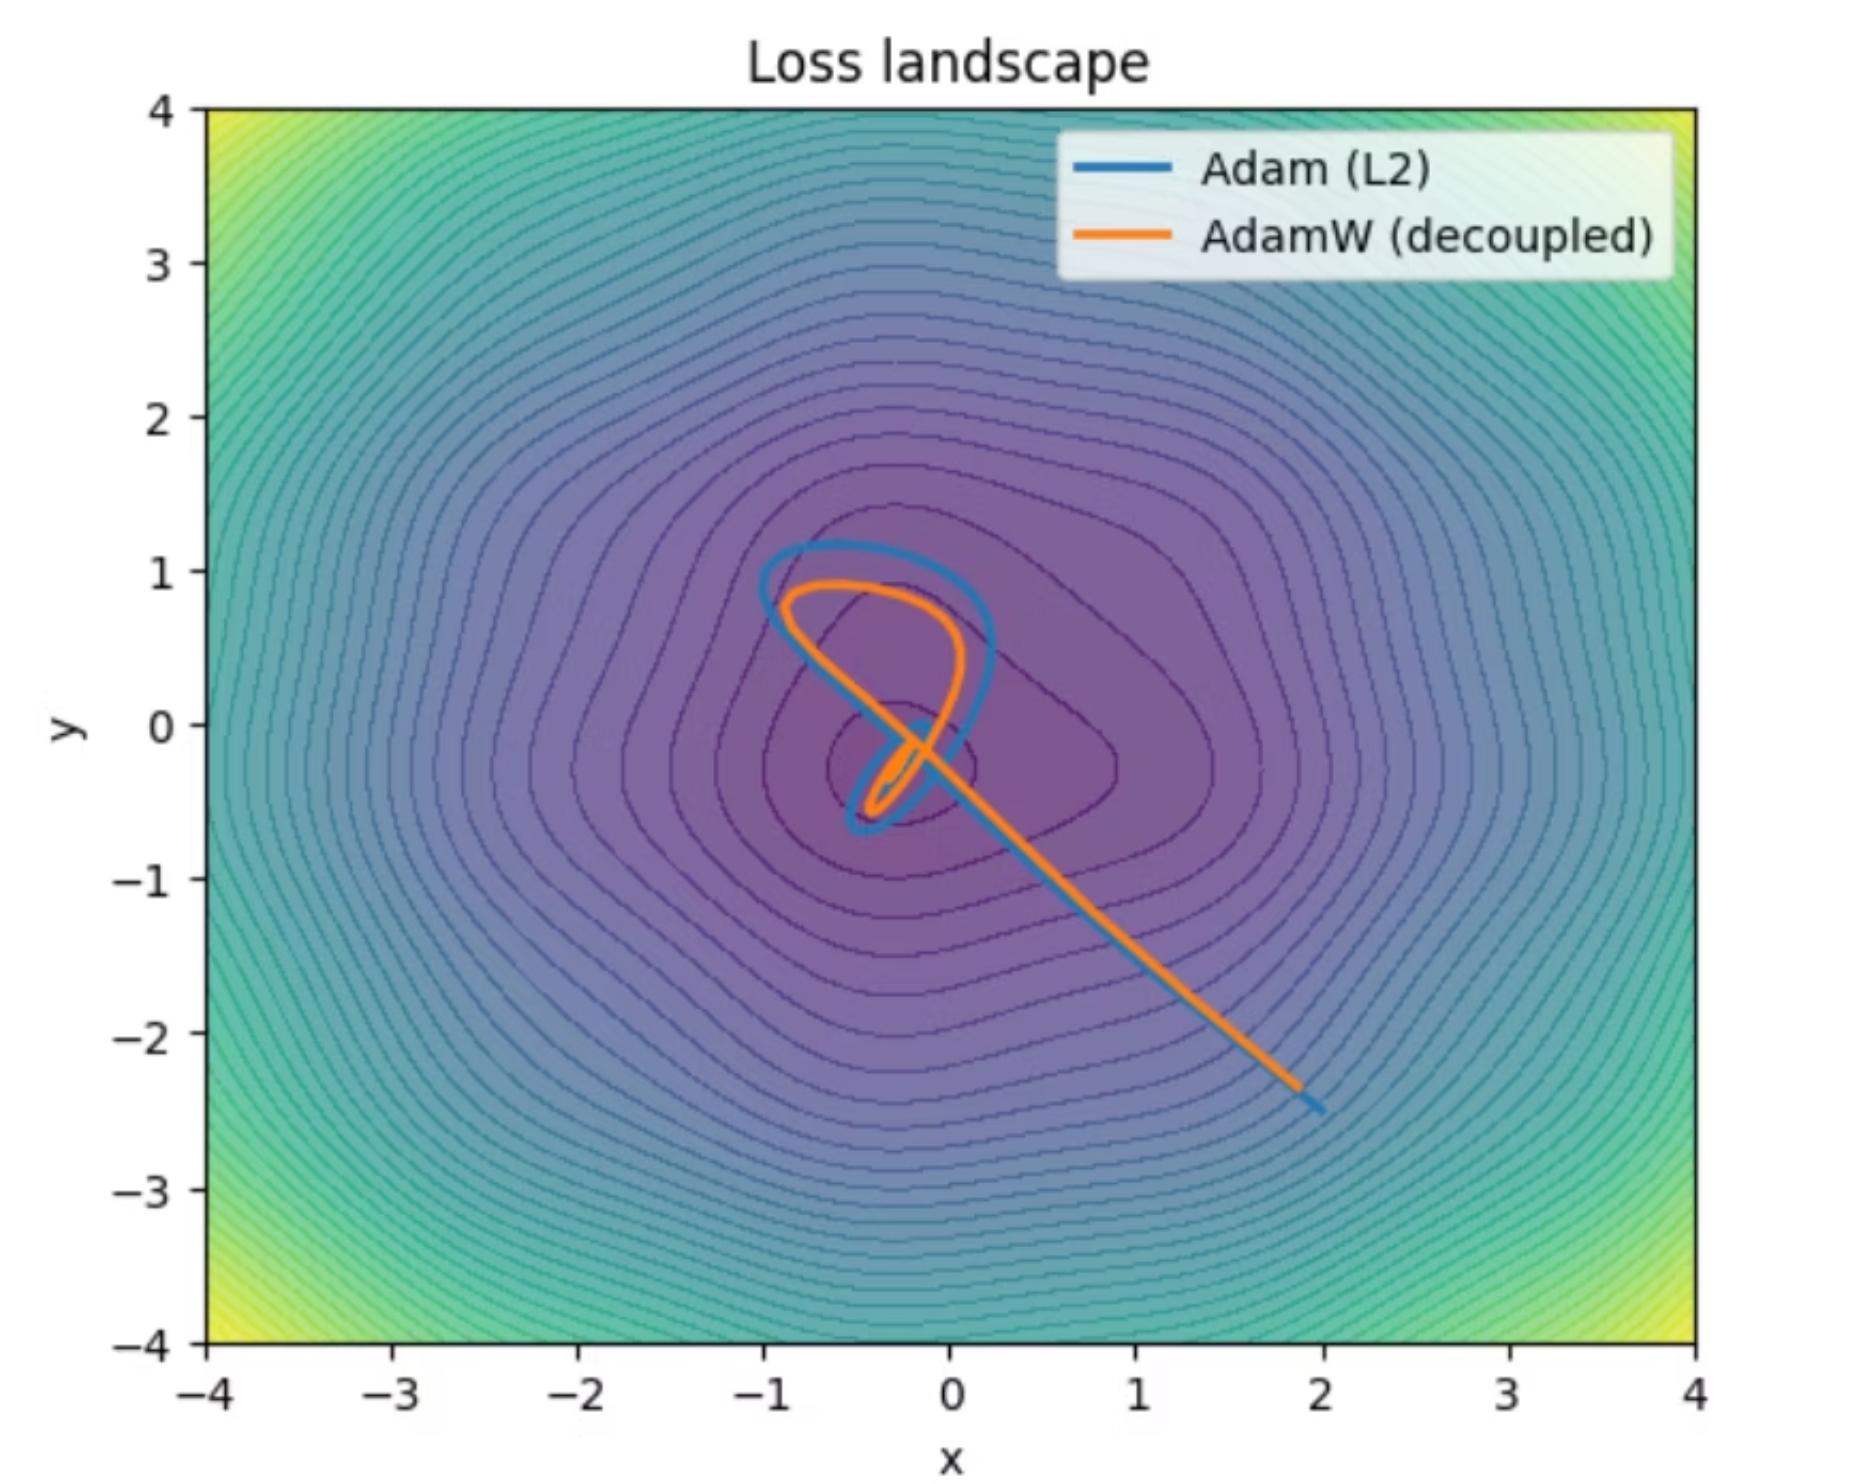 Loss landscape
Adam (L2)
AdamW (decoupled)
4
3
2
1
0
−1
−2
−3
−4
y
−4 −3 −2 −1 0 1 2 3 4
x